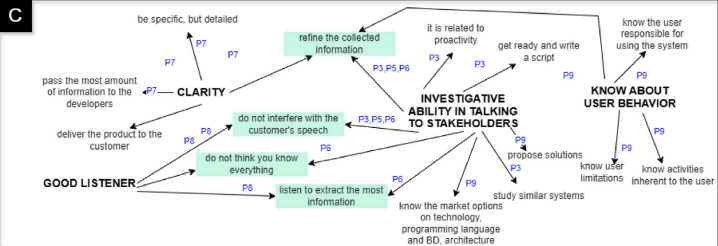 C
be specific, but detailed
P7
P7
P7
pass the most amount
of information to the
developers
P7
CLARITY
deliver the product to the
customer
refine the collected
information
P3,P5,P6
it is related to
proactivity
P3
get ready and write
a script
P3
know the user
responsible for
using the system
P9
P9
KNOW ABOUT
USER BEHAVIOR
INVESTIGATIVE
ABILITY IN TALKING
TO STAKEHOLDERS
do not interfere with the
customer's speech
P3,P5,P6
P8
P8
do not think you know
everything
P6
GOOD LISTENER
P8
listen to extract the most
information
P6
P9
propose solutions
P3
study similar systems
P9
know the market options
on technology,
programming language
and BD, architecture
P9
know user
limitations
P9
know activities
inherent to the user